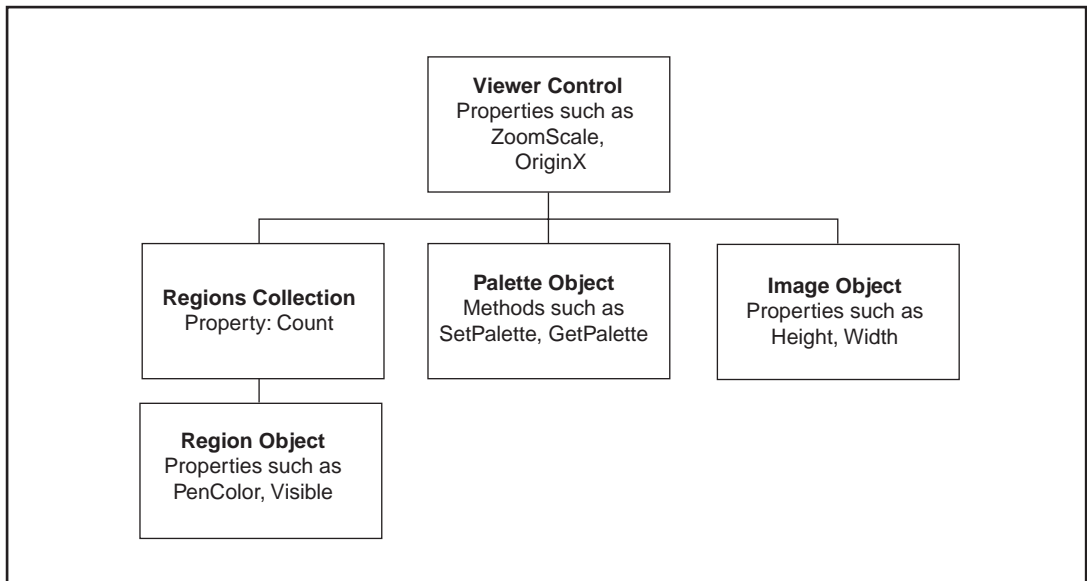 Viewer Control
Properties such as
ZoomScale,
OriginX
Regions Collection
Property: Count
Palette Object
Methods such as
SetPalette, GetPalette
Image Object
Properties such as
Height, Width
Region Object
Properties such as
PenColor, Visible